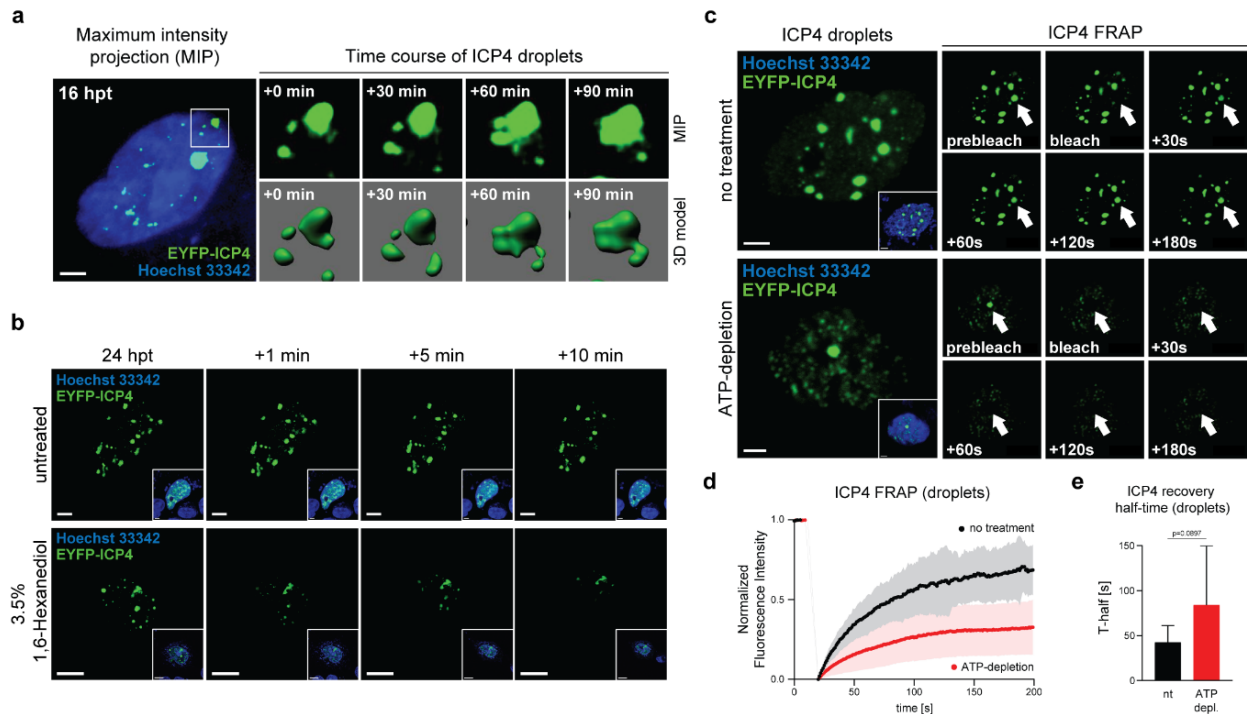 a
Maximum intensity
projection (MIP)
Time course of ICP4 droplets
16 hpt
EYFP-ICP4
Hoechst 33342
+0 min
+30 min
+60 min
+90 min
MIP
+0 min
+30 min
+60 min
+90 min
3D model
b
24 hpt
+1 min
+5 min
+10 min
untreated
Hoechst 33342
EYFP-ICP4
3.5%
1,6-Hexanediol
Hoechst 33342
EYFP-ICP4
c
ICP4 droplets
ICP4 FRAP
no treatment
Hoechst 33342
EYFP-ICP4
prebleach
bleach
+30s
+60s
+120s
+180s
ATP-depletion
Hoechst 33342
EYFP-ICP4
prebleach
bleach
+30s
+60s
+120s
+180s
d
ICP4 FRAP (droplets)
Normalized
Fluorescence Intensity
1.0
0.5
0.0
no treatment
ATP-depletion
0
50
100
150
200
time [s]
e
ICP4 recovery
half-time (droplets)
p=0.0897
T-half [s]
150
100
50
0
nt
ATP
depl.